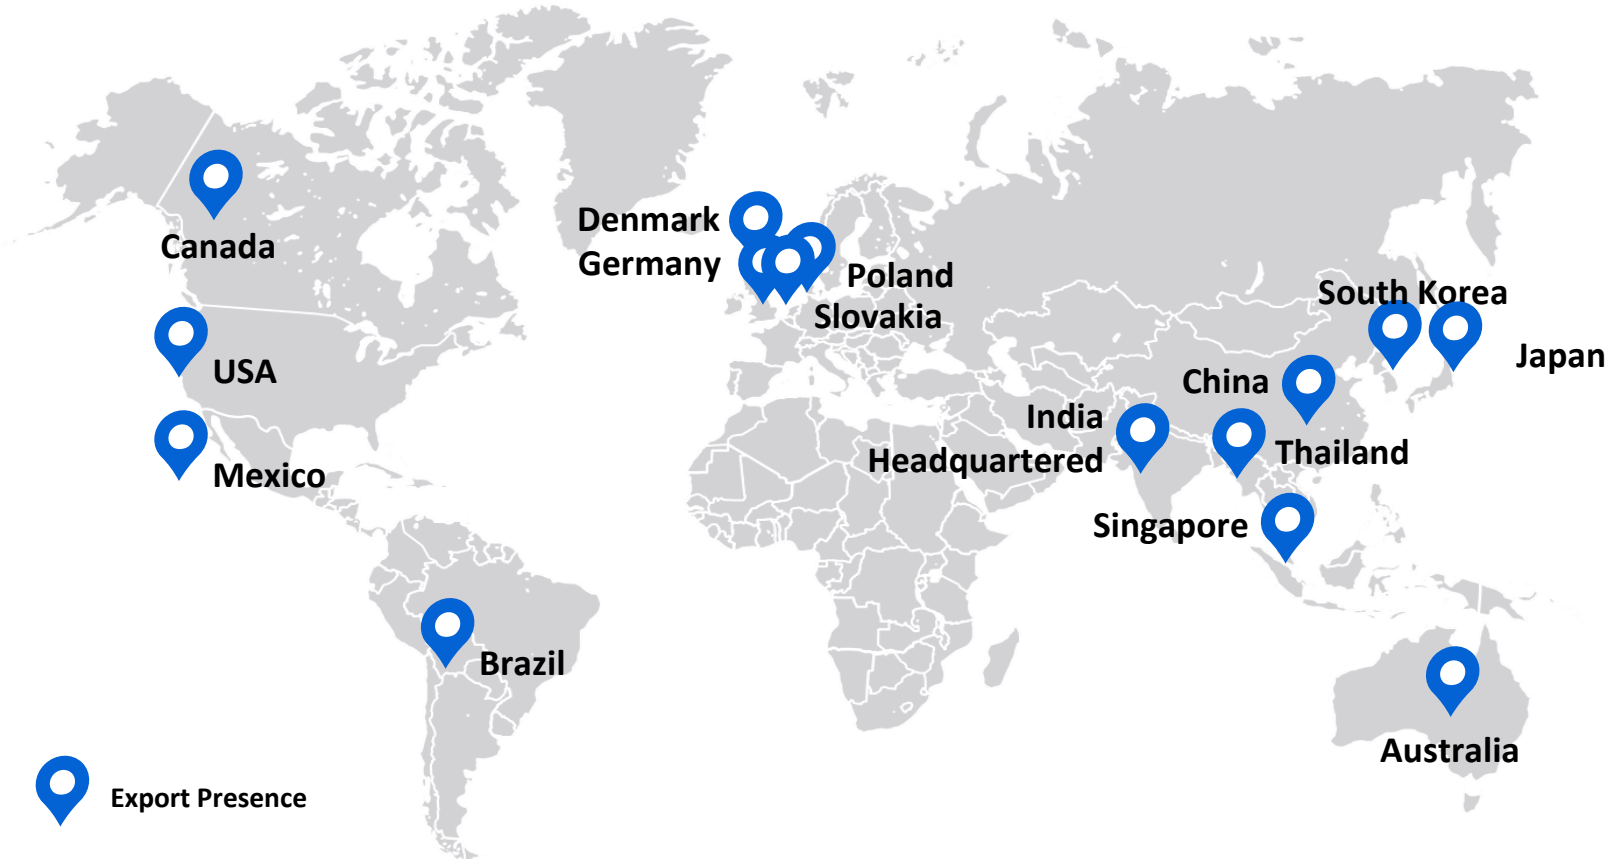 Canada
USA
Mexico
Brazil
Denmark
Germany
Poland
Slovakia
South Korea
Japan
China
India
Headquartered
Thailand
Singapore
Australia
Export Presence